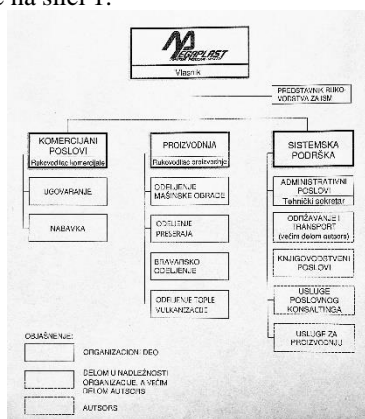 e na slici 1.
MEGAPLAST
Vlasnik
PREDSTAVNIK RUKO-
VODSTVA ZA ISM
KOMERCIJANI
POSLOVI
Rukovodilac komercijale
UGOVARANJE
NABAVKA
PROIZVODNJA
Rukovodilac proizvodnje
ODELJENJE
MAŠINSKE OBRADE
ODELJENJE
PRESERAJA
BRAVARSKO
ODELJENJE
ODELJENJE TOPLE
VULKANIZACIJE
SISTEMSKA
PODRŠKA
ADMINISTRATIVNI
POSLOVI
Tehnički sekretar
ODRŽAVANJE I
TRANSPORT
(većim delom autsors)
KNJIGOVODSTVENI
POSLOVI
USLUGE
POSLOVNOG
KONSALTINGA
USLUGE ZA
PROIZVODNJU
OBJAŠNJENJE:
ORGANIZACIONI DEO
DELOM U NADLEŽNOSTI
ORGANIZACIJE, A VEĆIM
DELOM AUTSORS
AUTSORS